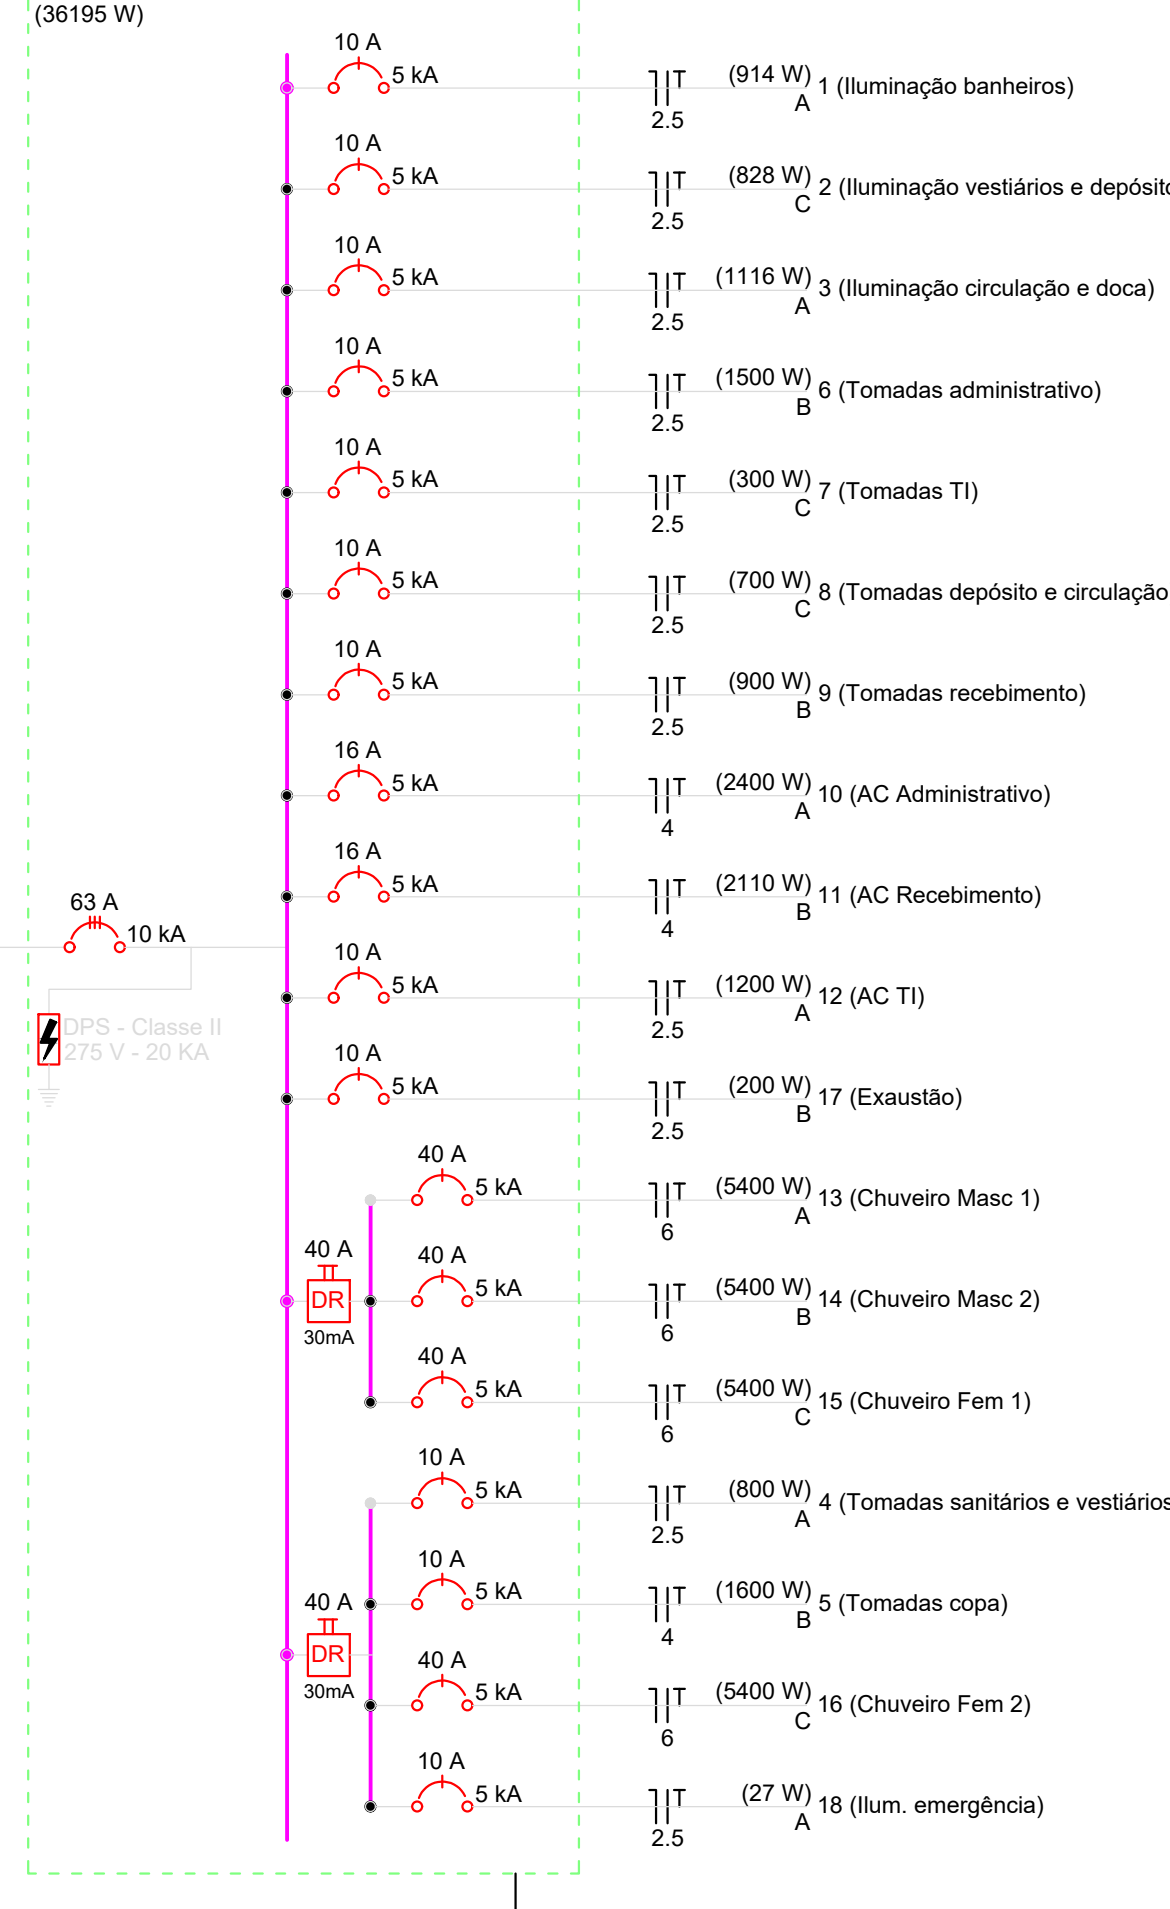 (36195 W)
10 A
5 kA
2.5
(914 W)
A
1 (Iluminação banheiros)
10 A
5 kA
2.5
(828 W)
C
2 (Iluminação vestiários e depósito
10 A
5 kA
2.5
(1116 W)
A
3 (Iluminação circulação e doca)
10 A
5 kA
2.5
(1500 W)
B
6 (Tomadas administrativo)
10 A
5 kA
2.5
(300 W)
C
7 (Tomadas TI)
10 A
5 kA
2.5
(700 W)
C
8 (Tomadas depósito e circulação
10 A
5 kA
2.5
(900 W)
B
9 (Tomadas recebimento)
16 A
5 kA
4
(2400 W)
A
10 (AC Administrativo)
16 A
5 kA
4
(2110 W)
B
11 (AC Recebimento)
63 A
10 kA
DPS - Classe II
275 V - 20 KA
10 A
5 kA
2.5
(1200 W)
A
12 (AC TI)
10 A
5 kA
2.5
(200 W)
B
17 (Exaustão)
40 A
5 kA
6
(5400 W)
A
13 (Chuveiro Masc 1)
40 A
DR
30mA
40 A
5 kA
6
(5400 W)
B
14 (Chuveiro Masc 2)
40 A
5 kA
6
(5400 W)
C
15 (Chuveiro Fem 1)
10 A
5 kA
2.5
(800 W)
A
4 (Tomadas sanitários e vestiários
10 A
5 kA
4
(1600 W)
B
5 (Tomadas copa)
40 A
DR
30mA
40 A
5 kA
6
(5400 W)
C
16 (Chuveiro Fem 2)
10 A
5 kA
2.5
(27 W)
A
18 (Ilum. emergência)